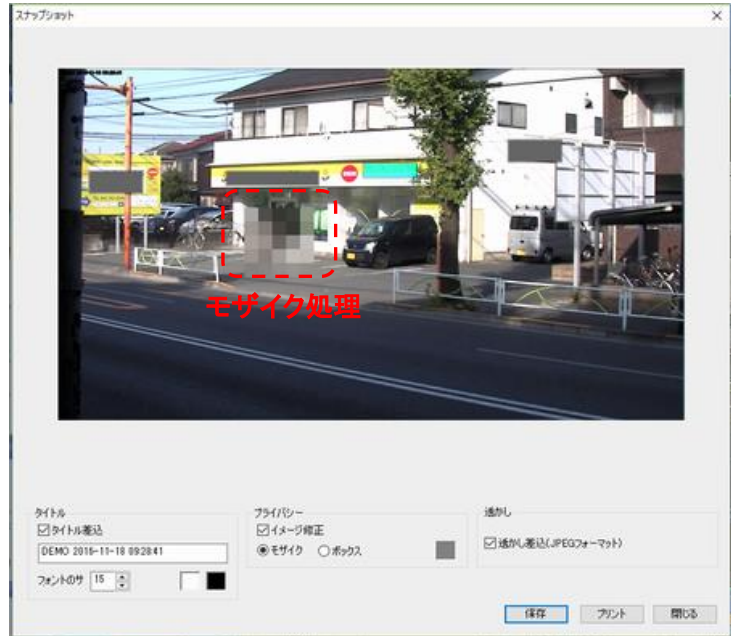 スナップショット
モザイク処理
タイトル
タイトル差込
DEMO 2016-11-18 09:28:41
フォントのサ 15
プライバシー
イメージ修正
モザイク ボックス
透かし
透かし差込(JPEGフォーマット)
保存 プリント 閉じる